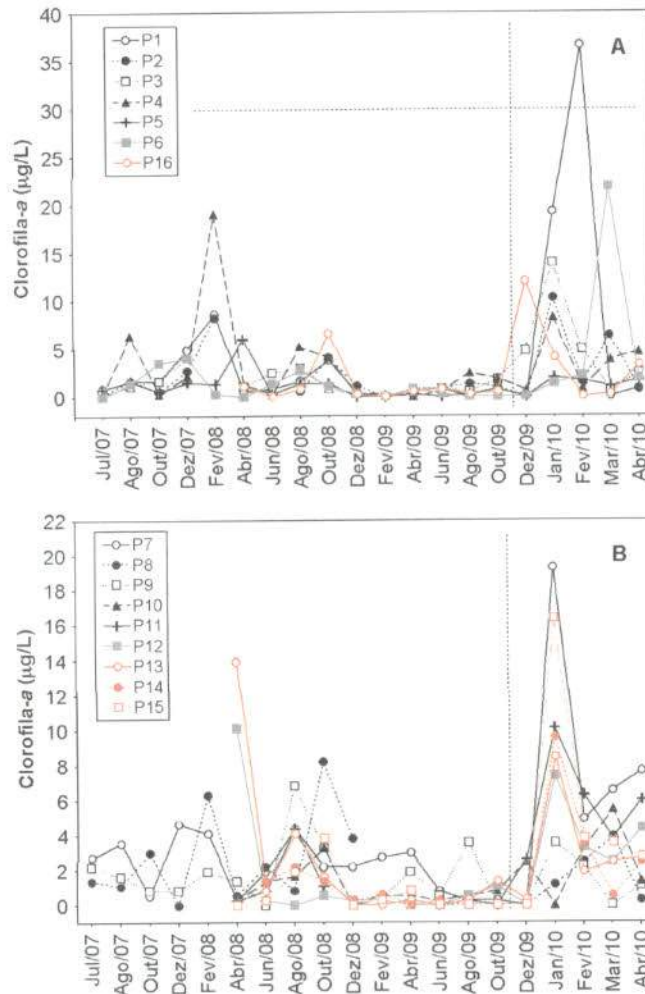 40
35
30
25
20
15
10
5
0
Clorofila-a (µg/L)
P1
P2
P3
P4
P5
P6
P16
A
Jul/07
Ago/07
Out/07
Dez/07
Fev/08
Abr/08
Jun/08
Ago/08
Out/08
Dez/08
Fev/09
Abr/09
Jun/09
Ago/09
Out/09
Dez/09
Jan/10
Fev/10
Mar/10
Abr/10
22
20
18
16
14
12
10
8
6
4
2
0
Clorofila-a (µg/L)
P7
P8
P9
P10
P11
P12
P13
P14
P15
B
Jul/07
Ago/07
Out/07
Dez/07
Fev/08
Abr/08
Jun/08
Ago/08
Out/08
Dez/08
Fev/09
Abr/09
Jun/09
Ago/09
Out/09
Dez/09
Jan/10
Fev/10
Mar/10
Abr/10